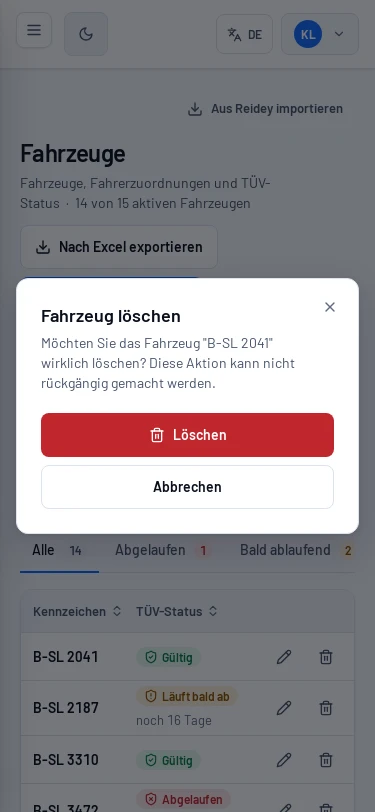 DE
KL
Aus Reidey importieren
Fahrzeuge
Fahrzeuge, Fahrerzuordnungen und TÜV-
Status · 14 von 15 aktiven Fahrzeugen
Nach Excel exportieren
Fahrzeug löschen
Möchten Sie das Fahrzeug "B-SL 2041"
wirklich löschen? Diese Aktion kann nicht
rückgängig gemacht werden.
Löschen
Abbrechen
Alle 14 Abgelaufen 1 Bald ablaufend 2
Kennzeichen TÜV-Status
B-SL 2041 Gültig
B-SL 2187 Läuft bald ab
noch 16 Tage
B-SL 3310 Gültig
B-SL 3472 Abgelaufen